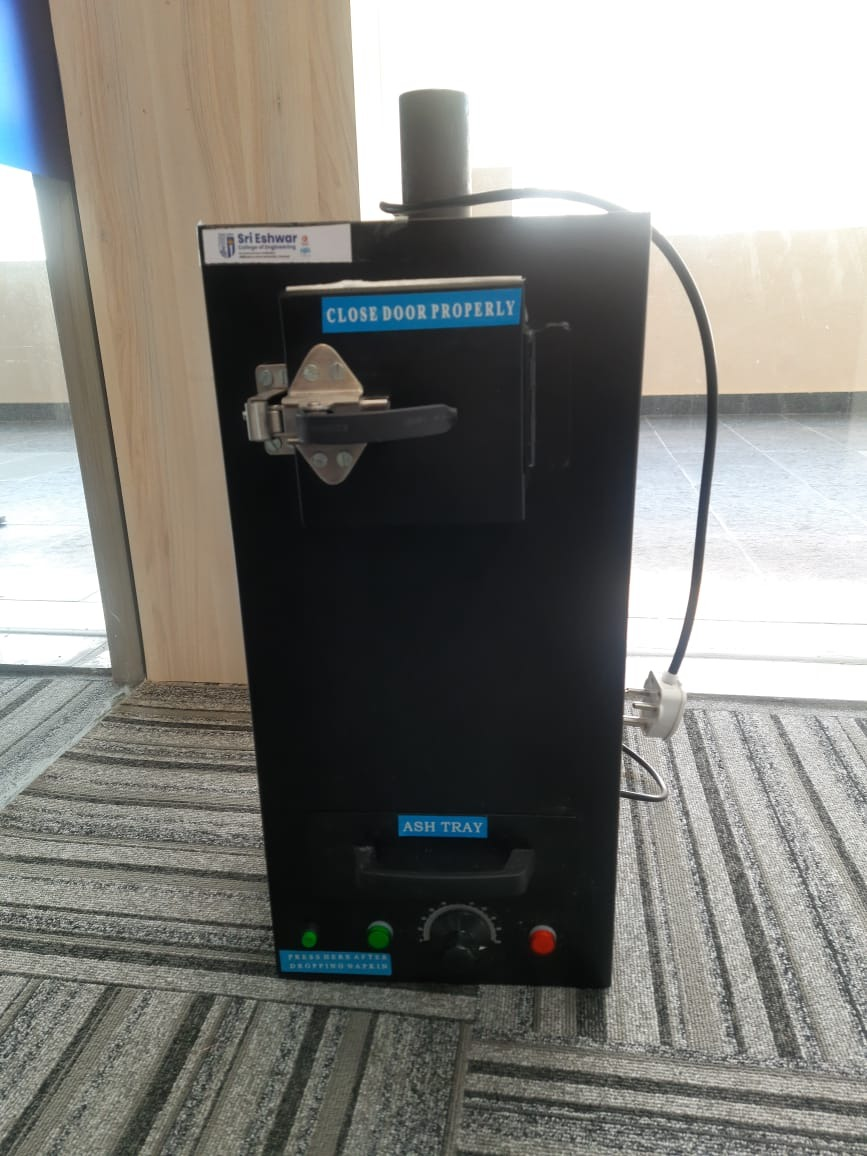 Sri Eshwar
College of Engineering
CLOSE DOOR PROPERLY
ASH TRAY
PRESS HERE AFTER
DROPPING NAPKIN